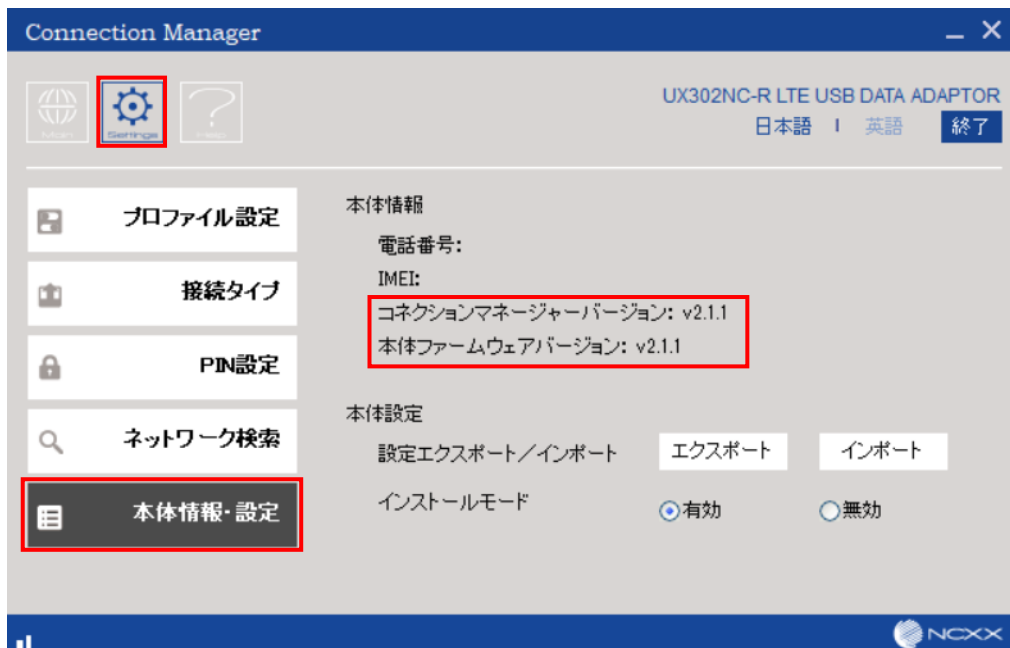 Connection Manager
Main
Settings
Help
UX302NC-R LTE USB DATA ADAPTOR
日本語 | 英語 終了
プロファイル設定
接続タイプ
PIN設定
ネットワーク検索
本体情報・設定
本体情報
電話番号:
IMEI:
コネクションマネージャーバージョン: v2.1.1
本体ファームウェアバージョン: v2.1.1
本体設定
設定エクスポート／インポート エクスポート インポート
インストールモード 有効 無効
NCXX